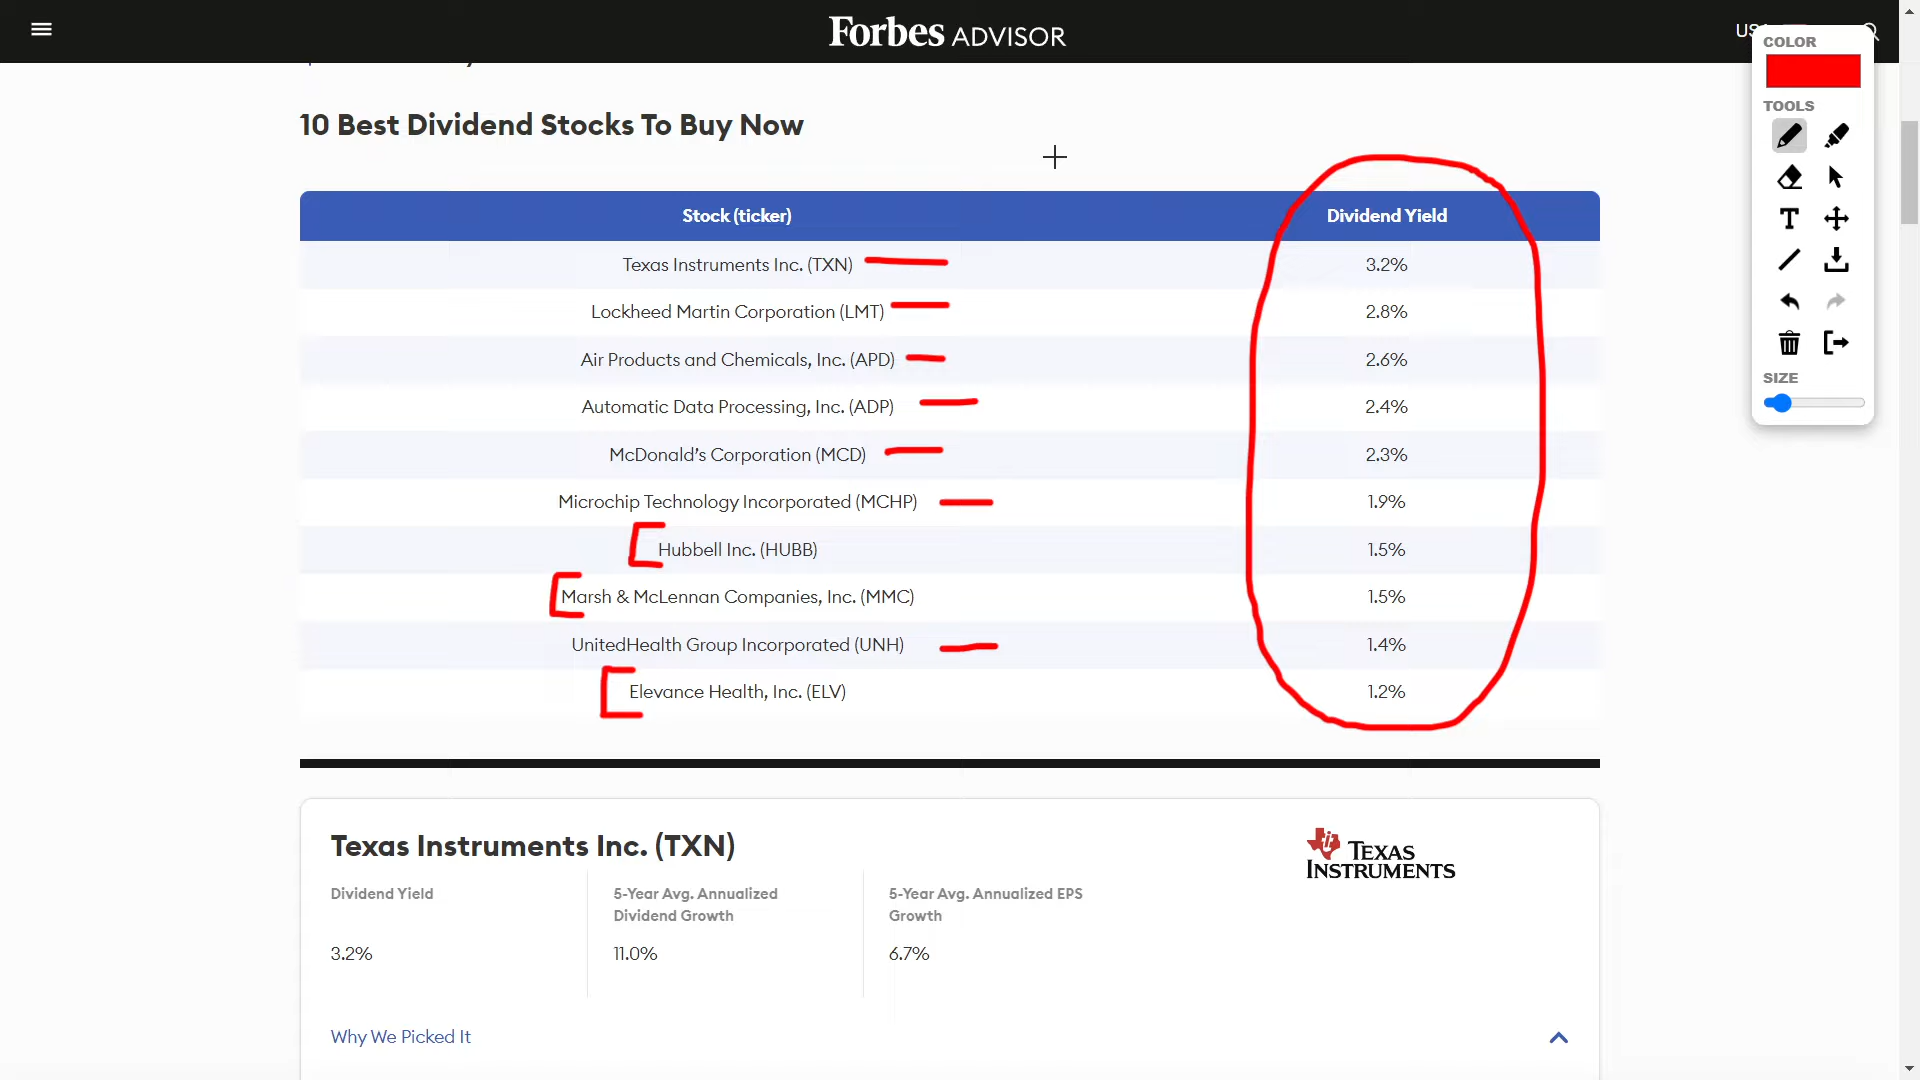 Forbes ADVISOR
US
COLOR
TOOLS
SIZE
10 Best Dividend Stocks To Buy Now
Stock (ticker) Dividend Yield
Texas Instruments Inc. (TXN) 3.2%
Lockheed Martin Corporation (LMT) 2.8%
Air Products and Chemicals, Inc. (APD) 2.6%
Automatic Data Processing, Inc. (ADP) 2.4%
McDonald’s Corporation (MCD) 2.3%
Microchip Technology Incorporated (MCHP) 1.9%
Hubbell Inc. (HUBB) 1.5%
Marsh & McLennan Companies, Inc. (MMC) 1.5%
UnitedHealth Group Incorporated (UNH) 1.4%
Elevance Health, Inc. (ELV) 1.2%
Texas Instruments Inc. (TXN)
TEXAS
INSTRUMENTS
Dividend Yield
3.2%
5-Year Avg. Annualized
Dividend Growth
11.0%
5-Year Avg. Annualized EPS
Growth
6.7%
Why We Picked It